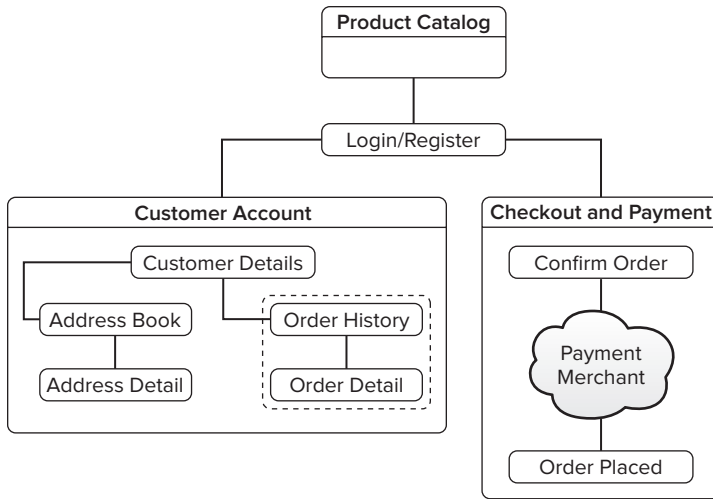 Product Catalog
Login/Register
Customer Account
Customer Details
Address Book
Order History
Address Detail
Order Detail
Checkout and Payment
Confirm Order
Payment
Merchant
Order Placed